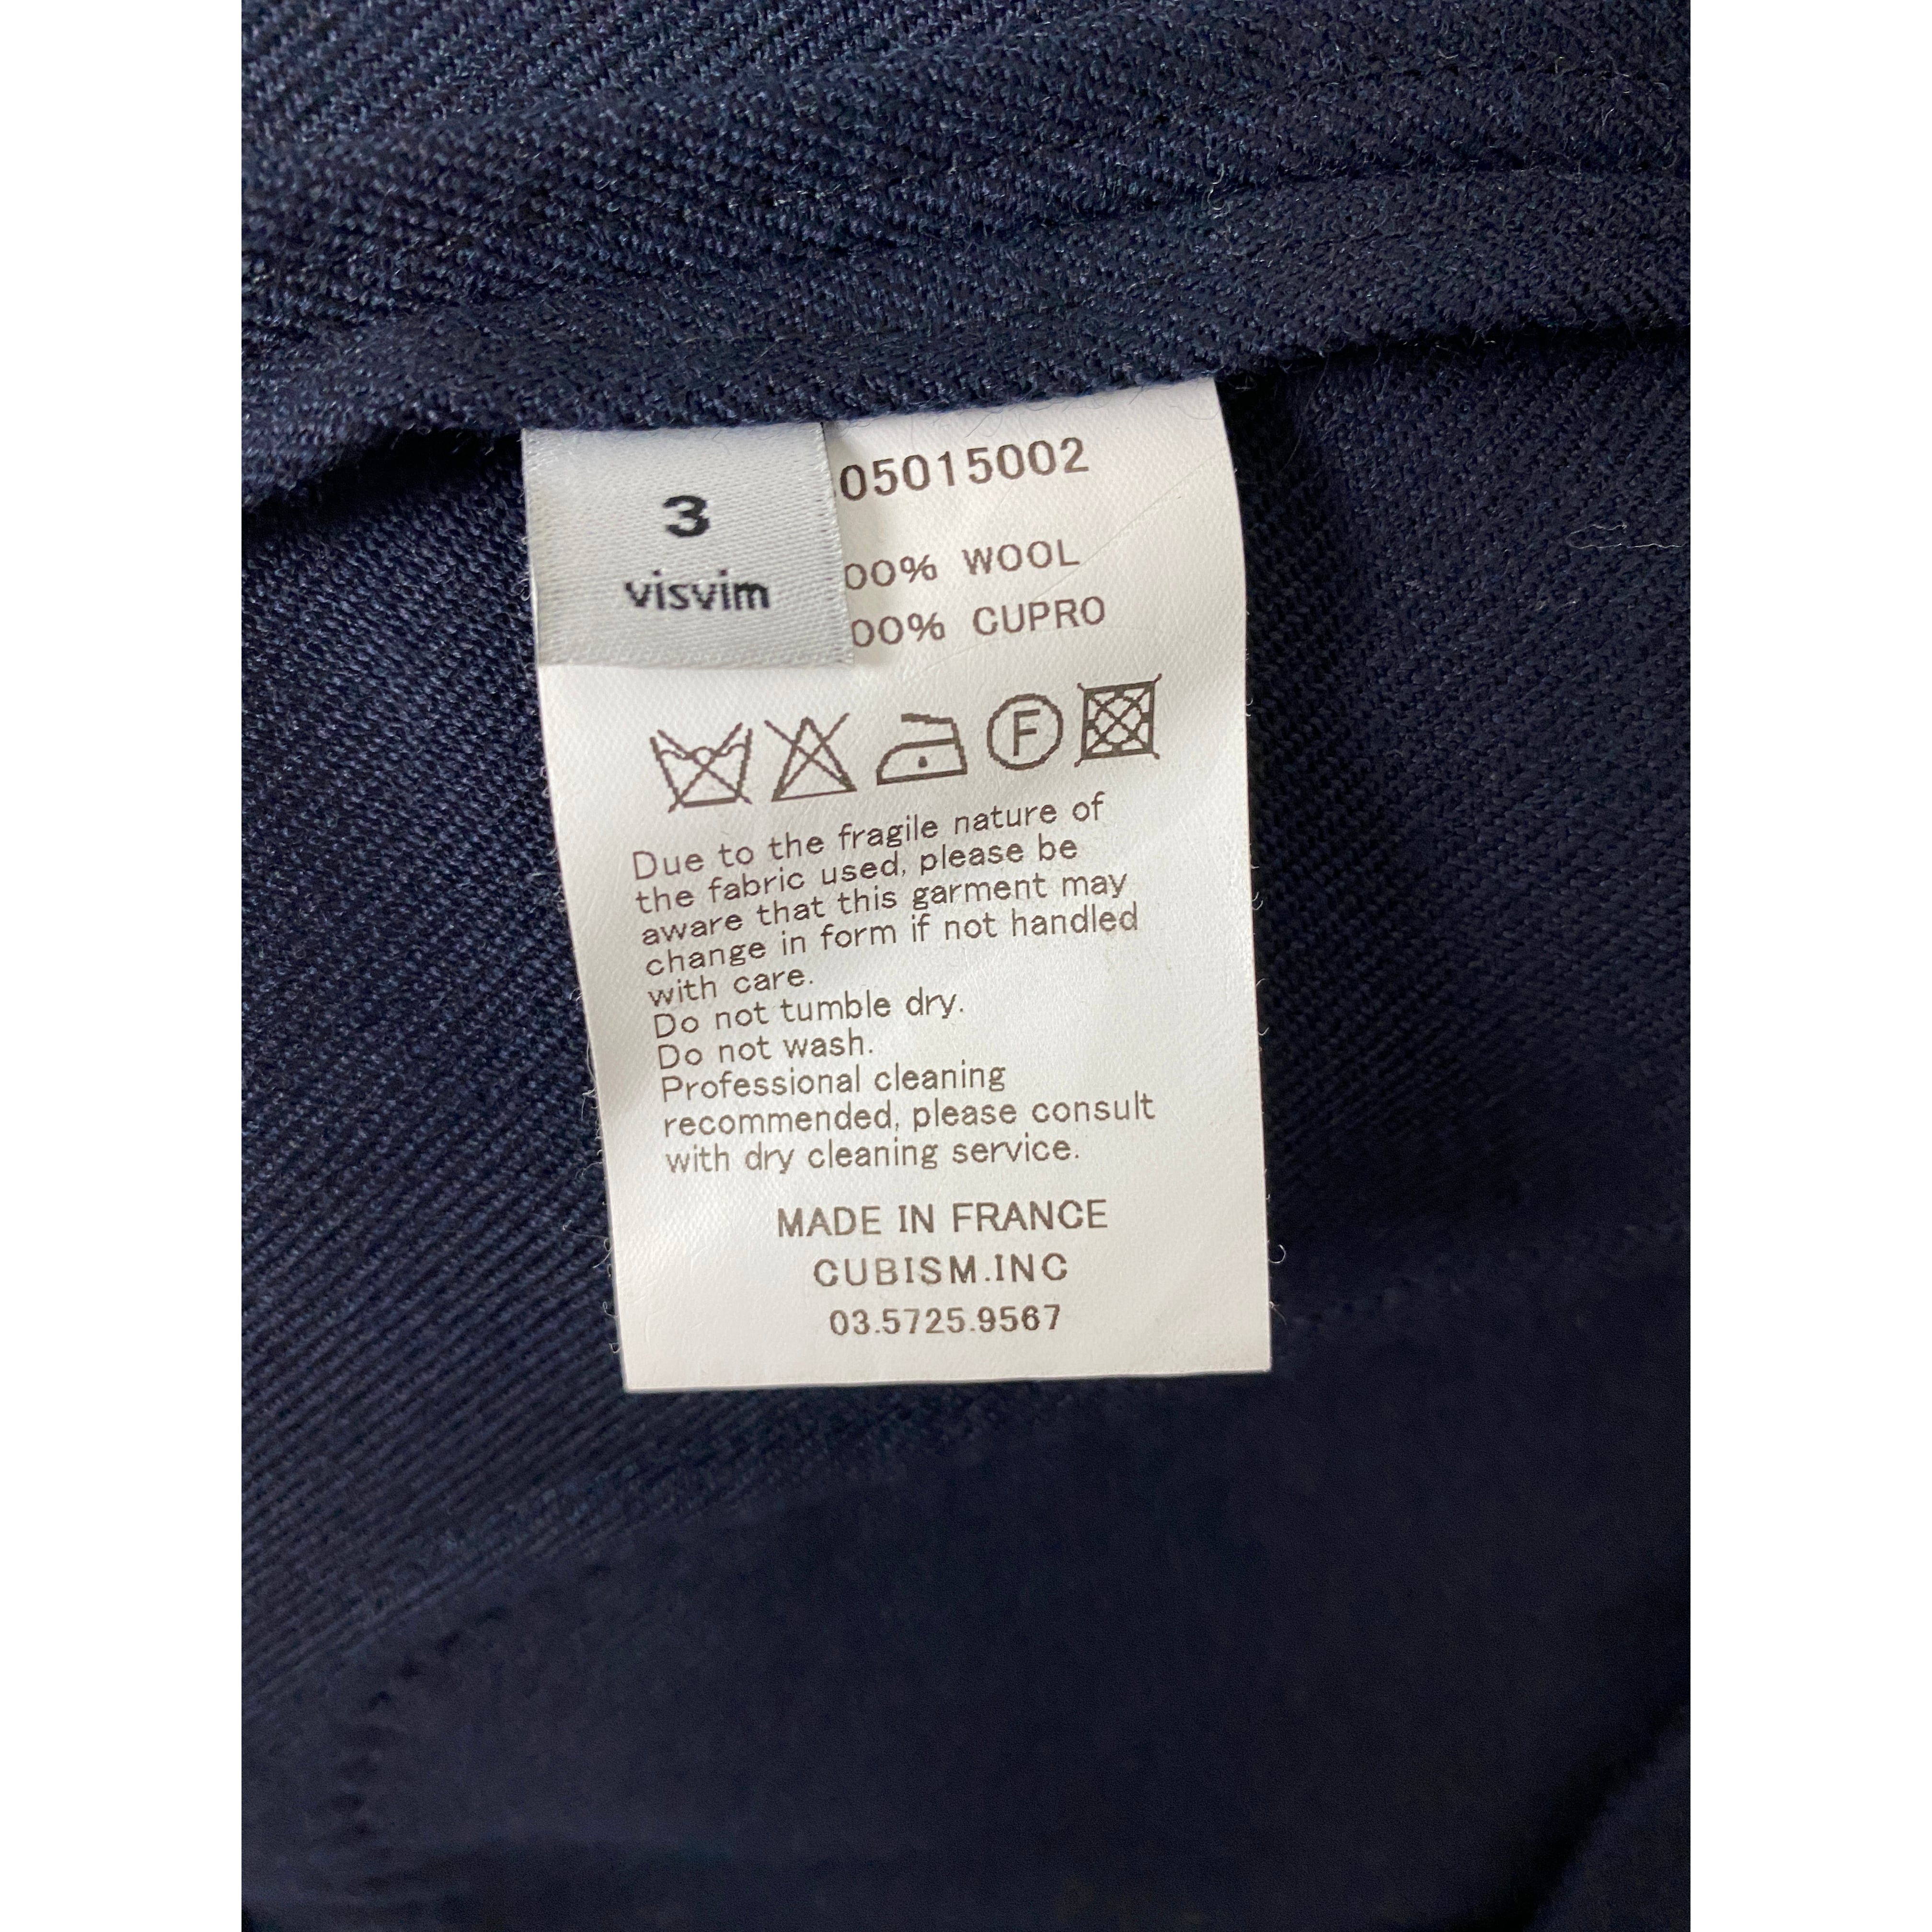 3
visvim
05015002
00% WOOL
00% CUPRO
F
Due to the fragile nature of
the fabric used, please be
aware that this garment may
change in form if not handled
with care.
Do not tumble dry.
Do not wash.
Professional cleaning
recommended, please consult
with dry cleaning service.
MADE IN FRANCE
CUBISM.INC
03.5725.9567